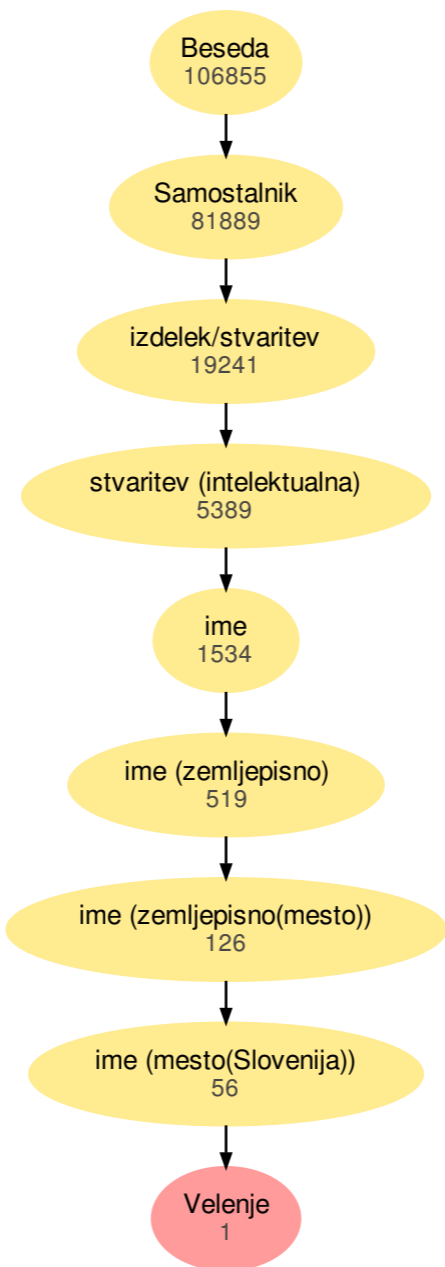 Beseda
106855
Samostalnik
81889
izdelek/stvaritev
19241
stvaritev (intelektualna)
5389
ime
1534
ime (zemljepisno)
519
ime (zemljepisno(mesto))
126
ime (mesto(Slovenija))
56
Velenje
1